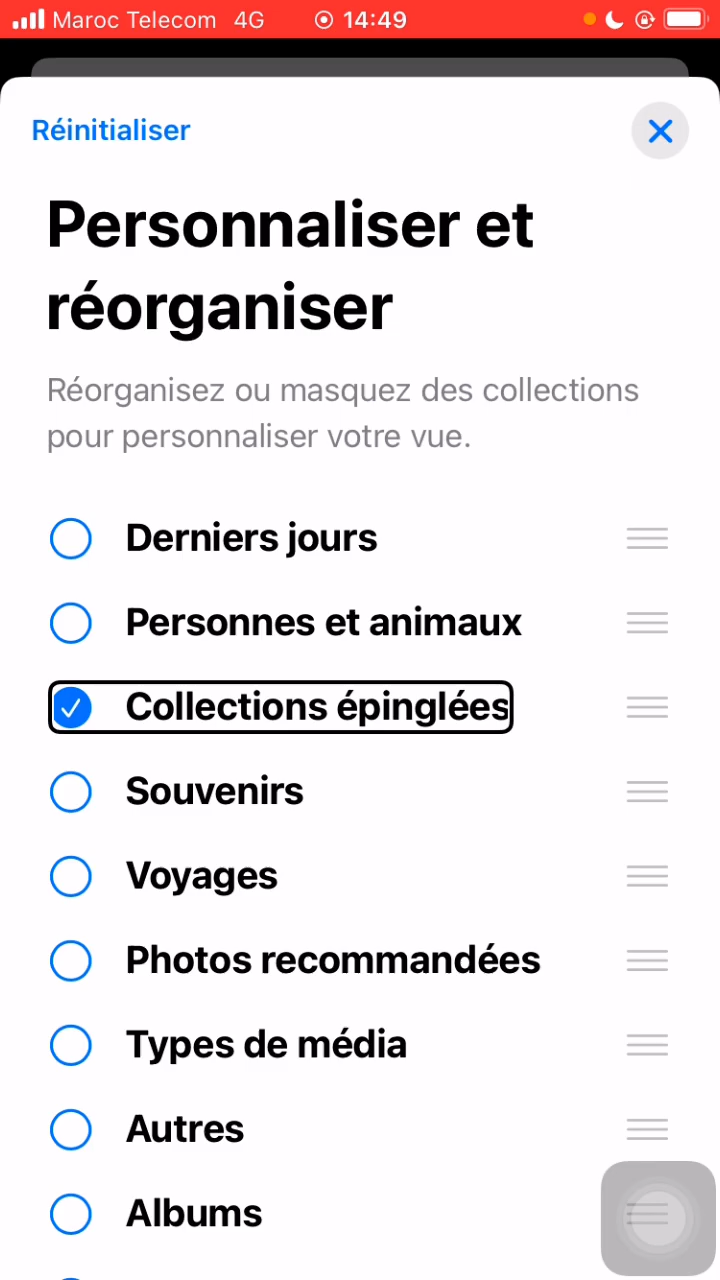 Maroc Telecom 4G 14:49
Réinitialiser
Personnaliser et
réorganiser
Réorganisez ou masquez des collections
pour personnaliser votre vue.
Derniers jours
Personnes et animaux
Collections épinglées
Souvenirs
Voyages
Photos recommandées
Types de média
Autres
Albums